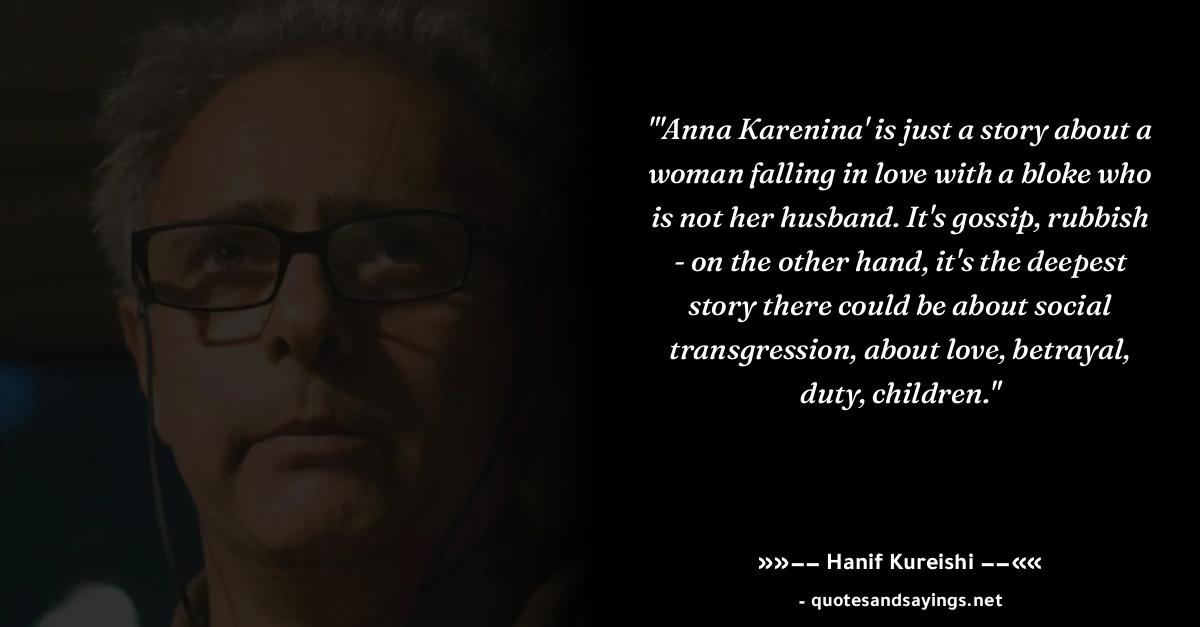 "'Anna Karenina' is just a story about a
woman falling in love with a bloke who
is not her husband. It's gossip, rubbish
- on the other hand, it's the deepest
story there could be about social
transgression, about love, betrayal,
duty, children."
»»–– Hanif Kureishi ––««
- quotesandsayings.net